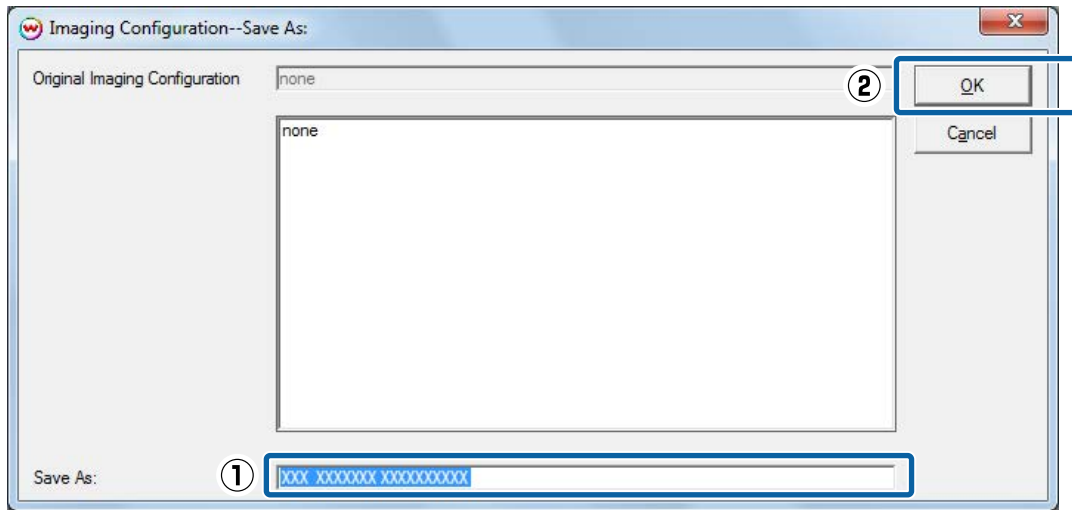 Imaging Configuration--Save As:
Original Imaging Configuration none
② OK
none
Cancel
Save As: ① XXX XXXXXXX XXXXXXXXXX